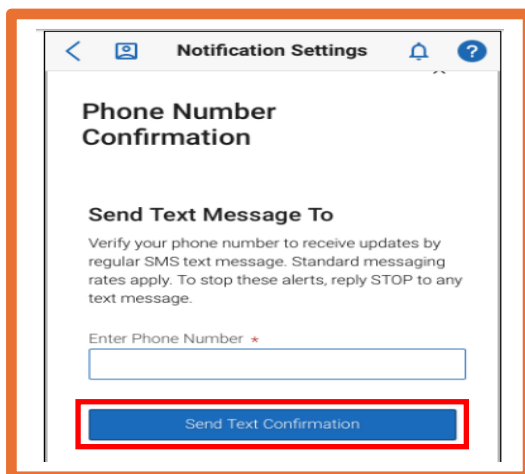 Notification Settings ?
Phone Number
Confirmation
Send Text Message To
Verify your phone number to receive updates by
regular SMS text message. Standard messaging
rates apply. To stop these alerts, reply STOP to any
text message.
Enter Phone Number *
Send Text Confirmation